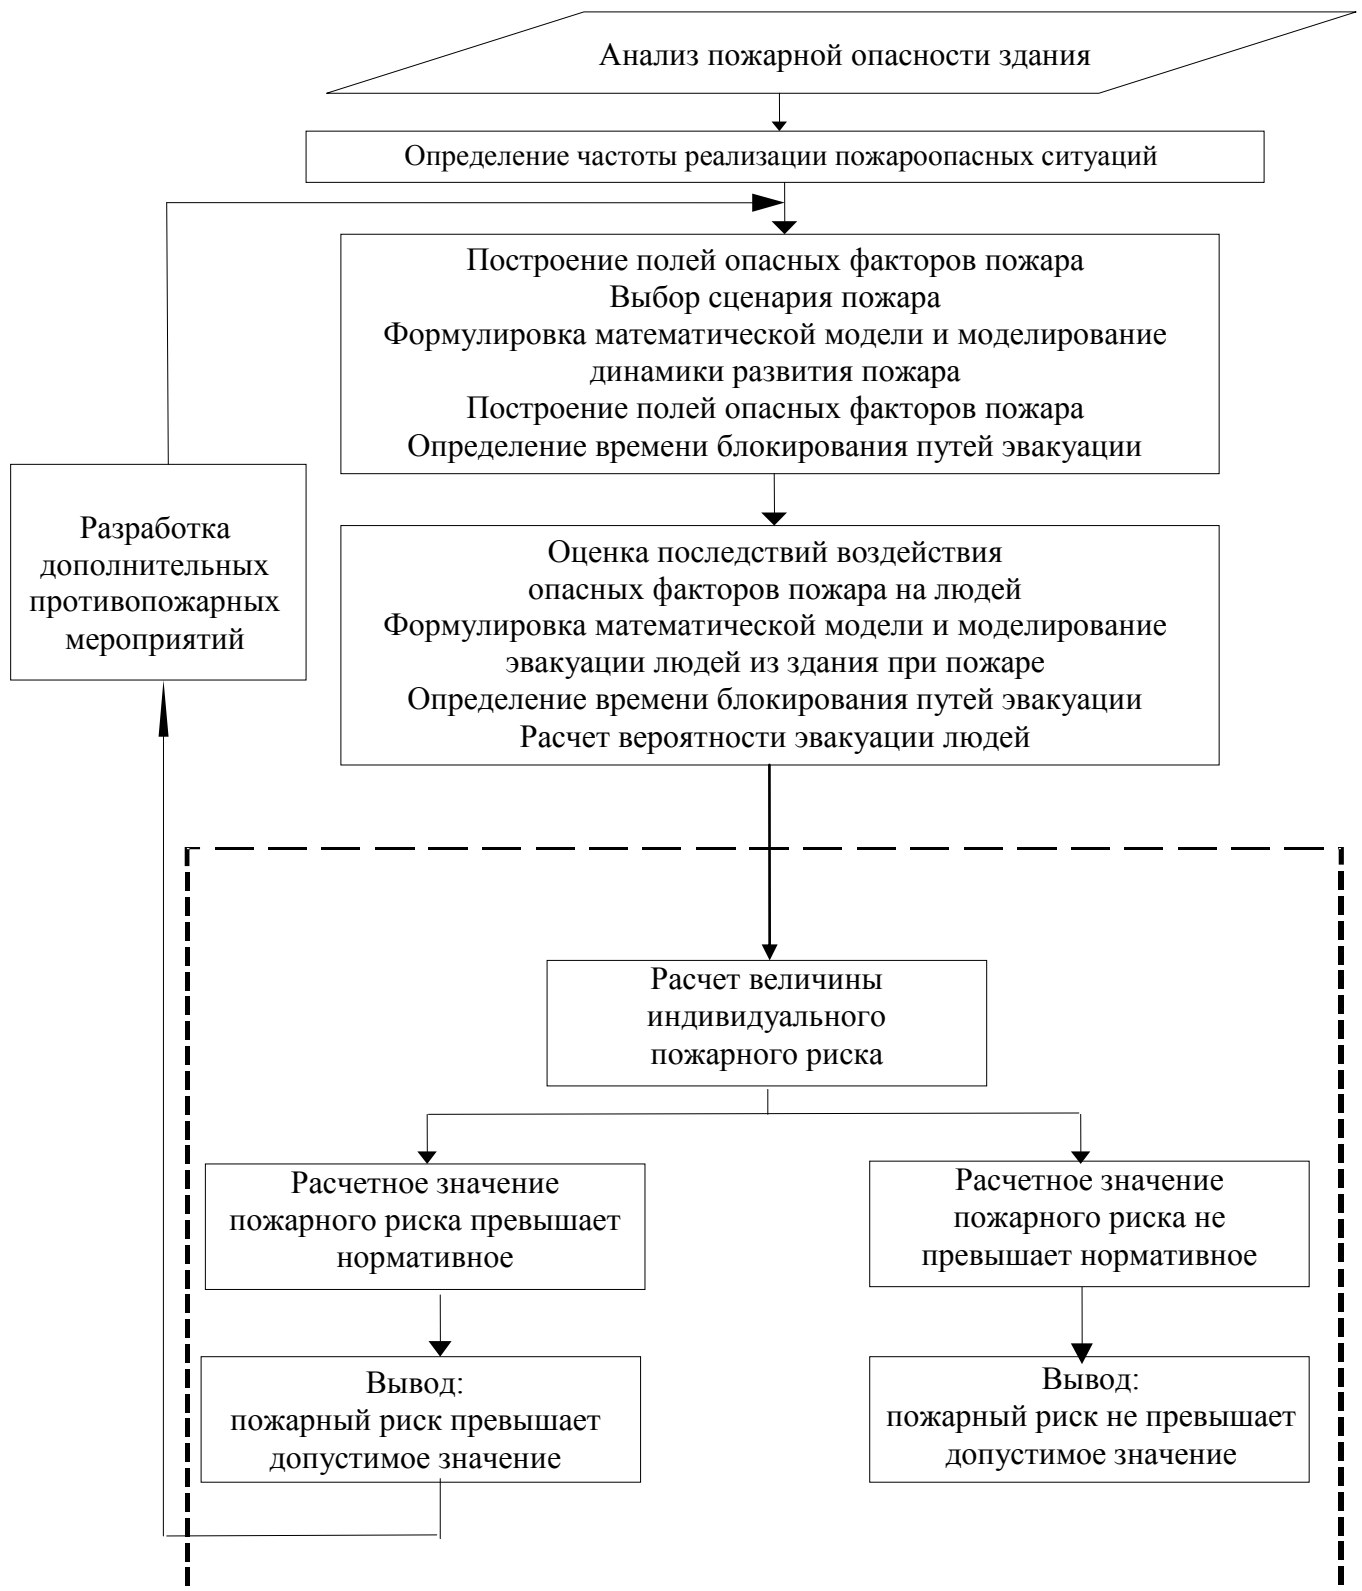 Анализ пожарной опасности здания
Определение частоты реализации пожароопасных ситуаций
Построение полей опасных факторов пожара
Выбор сценария пожара
Формулировка математической модели и моделирование
динамики развития пожара
Построение полей опасных факторов пожара
Определение времени блокирования путей эвакуации
Разработка
дополнительных
противопожарных
мероприятий
Оценка последствий воздействия
опасных факторов пожара на людей
Формулировка математической модели и моделирование
эвакуации людей из здания при пожаре
Определение времени блокирования путей эвакуации
Расчет вероятности эвакуации людей
Расчет величины
индивидуального
пожарного риска
Расчетное значение
пожарного риска превышает
нормативное
Расчетное значение
пожарного риска не
превышает нормативное
Вывод:
пожарный риск превышает
допустимое значение
Вывод:
пожарный риск не превышает
допустимое значение